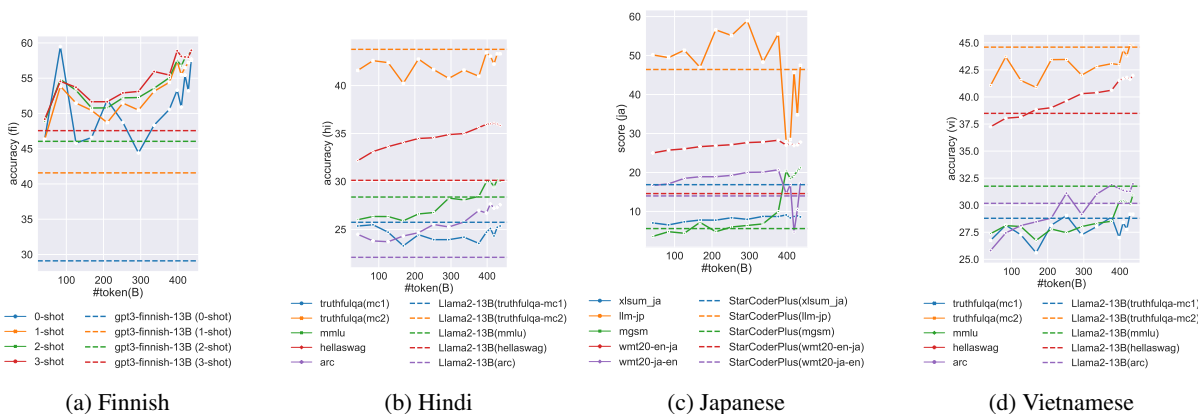 accuracy (fi)
60
55
50
45
40
35
30
100 200 300 400
#token(B)
0-shot
1-shot
2-shot
3-shot
gpt3-finnish-13B (0-shot)
gpt3-finnish-13B (1-shot)
gpt3-finnish-13B (2-shot)
gpt3-finnish-13B (3-shot)
(a) Finnish
accuracy (hi)
40
35
30
25
100 200 300 400
#token(B)
truthfulqa(mc1)
truthfulqa(mc2)
mmlu
hellaswag
arc
Llama2-13B(truthfulqa-mc1)
Llama2-13B(truthfulqa-mc2)
Llama2-13B(mmlu)
Llama2-13B(hellaswag)
Llama2-13B(arc)
(b) Hindi
score (ja)
60
50
40
30
20
10
100 200 300 400
#token(B)
xlsum_ja
llm-jp
mgsm
wmt20-en-ja
wmt20-ja-en
StarCoderPlus(xlsum_ja)
StarCoderPlus(llm-jp)
StarCoderPlus(mgsm)
StarCoderPlus(wmt20-en-ja)
StarCoderPlus(wmt20-ja-en)
(c) Japanese
accuracy (vi)
45.0
42.5
40.0
37.5
35.0
32.5
30.0
27.5
25.0
100 200 300 400
#token(B)
truthfulqa(mc1)
truthfulqa(mc2)
mmlu
hellaswag
arc
Llama2-13B(truthfulqa-mc1)
Llama2-13B(truthfulqa-mc2)
Llama2-13B(mmlu)
Llama2-13B(hellaswag)
Llama2-13B(arc)
(d) Vietnamese